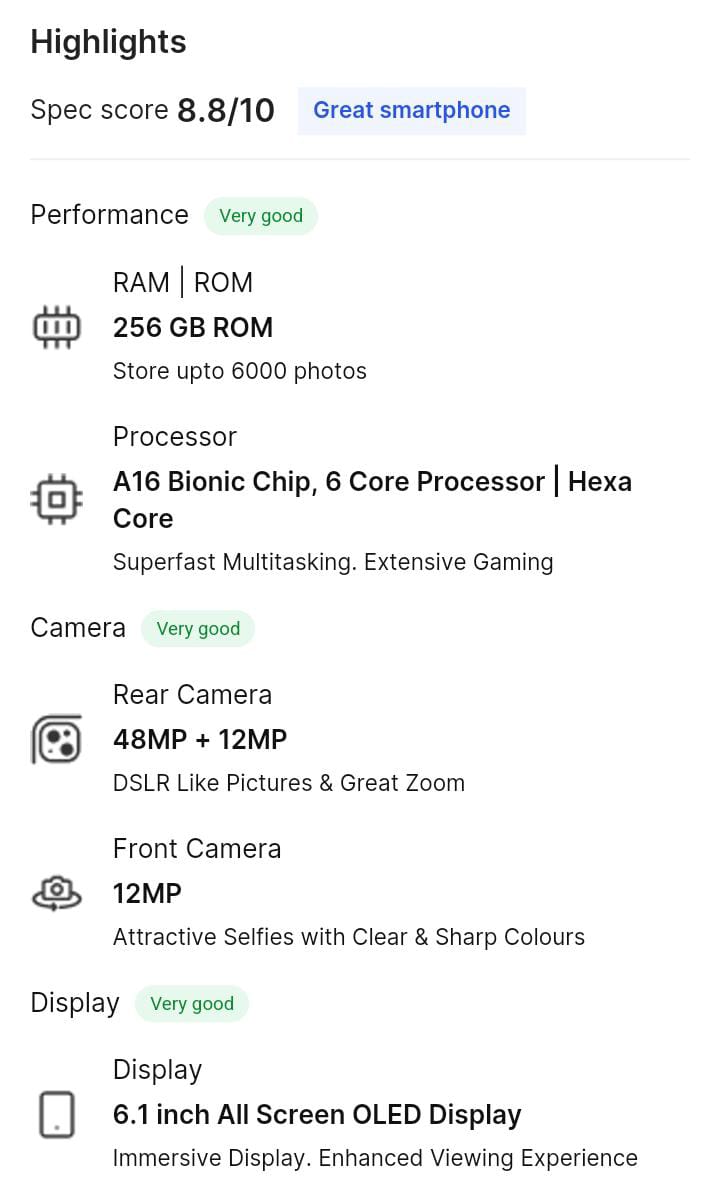 Highlights
Spec score 8.8/10 Great smartphone
Performance Very good
RAM | ROM
256 GB ROM
Store upto 6000 photos
Processor
A16 Bionic Chip, 6 Core Processor | Hexa
Core
Superfast Multitasking. Extensive Gaming
Camera Very good
Rear Camera
48MP + 12MP
DSLR Like Pictures & Great Zoom
Front Camera
12MP
Attractive Selfies with Clear & Sharp Colours
Display Very good
Display
6.1 inch All Screen OLED Display
Immersive Display. Enhanced Viewing Experience